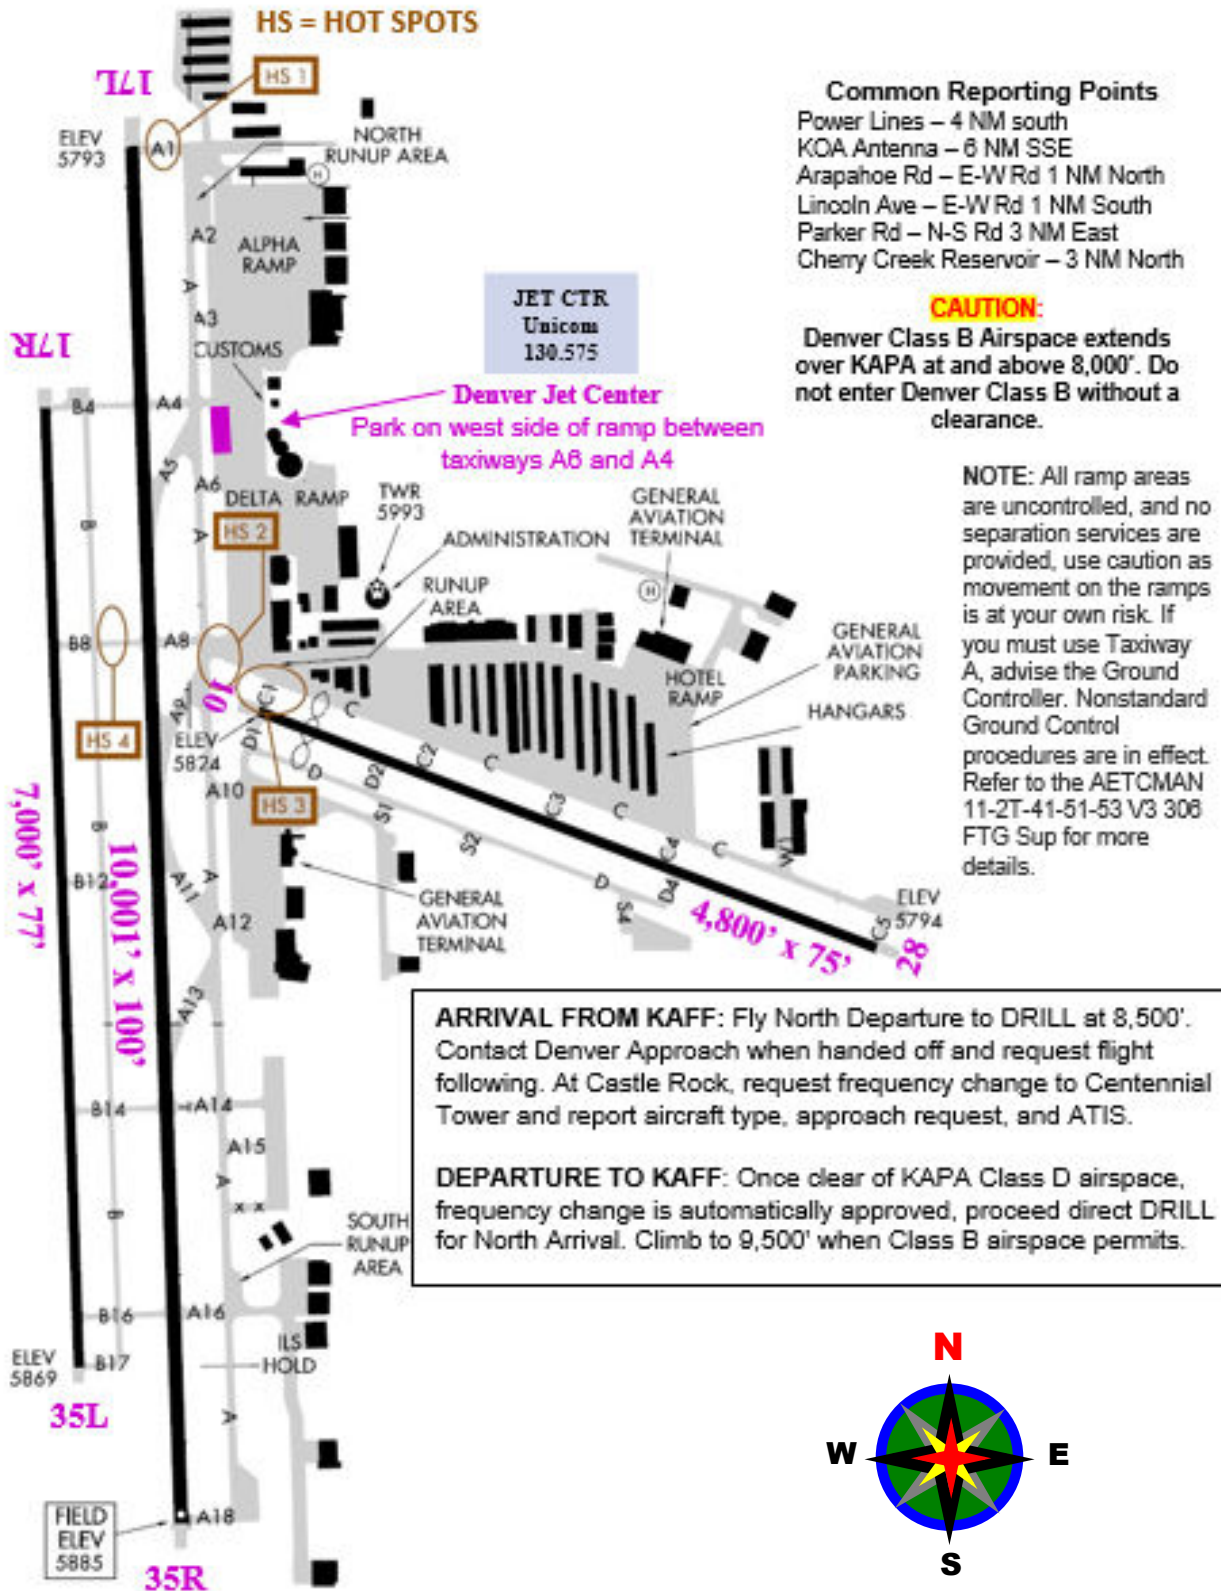 HS = HOT SPOTS
HS 1
17L
ELEV
5793
A1
NORTH
RUNUP AREA
H
A2
ALPHA
RAMP
A
A3
CUSTOMS
17R
B4
A4
A5
A6
JET CTR
Unicom
130.575
Denver Jet Center
Park on west side of ramp between
taxiways A6 and A4
Common Reporting Points
Power Lines – 4 NM south
KOA Antenna – 6 NM SSE
Arapahoe Rd – E-W Rd 1 NM North
Lincoln Ave – E-W Rd 1 NM South
Parker Rd – N-S Rd 3 NM East
Cherry Creek Reservoir – 3 NM North
CAUTION:
Denver Class B Airspace extends
over KAPA at and above 8,000'. Do
not enter Denver Class B without a
clearance.
NOTE: All ramp areas
are uncontrolled, and no
separation services are
provided, use caution as
movement on the ramps
is at your own risk. If
you must use Taxiway
A, advise the Ground
Controller. Nonstandard
Ground Control
procedures are in effect.
Refer to the AETCMAN
11-2T-41-51-53 V3 306
FTG Sup for more
details.
DELTA RAMP
HS 2
TWR
5993
ADMINISTRATION
GENERAL
AVIATION
TERMINAL
B
A
RUNUP
AREA
H
GENERAL
AVIATION
PARKING
HOTEL
RAMP
HANGARS
B8
A8
HS 4
A9
10
C1
C
ELEV
5824
D1
D
D2
C2
C
A10
HS 3
S1
S2
C3
C
C4
C
W1
D
D4
S4
C5
ELEV
5794
28
4,800' x 75'
7,000' x 77'
10,001' x 100'
B
B12
A11
A
A12
GENERAL
AVIATION
TERMINAL
A13
B14
A14
A15
A
x x
B
SOUTH
RUNUP
AREA
B16
A16
ILS
HOLD
ELEV
5869
B17
35L
A
FIELD
ELEV
5885
A18
35R
ARRIVAL FROM KAFF: Fly North Departure to DRILL at 8,500'.
Contact Denver Approach when handed off and request flight
following. At Castle Rock, request frequency change to Centennial
Tower and report aircraft type, approach request, and ATIS.
DEPARTURE TO KAFF: Once clear of KAPA Class D airspace,
frequency change is automatically approved, proceed direct DRILL
for North Arrival. Climb to 9,500' when Class B airspace permits.
N
W
E
S